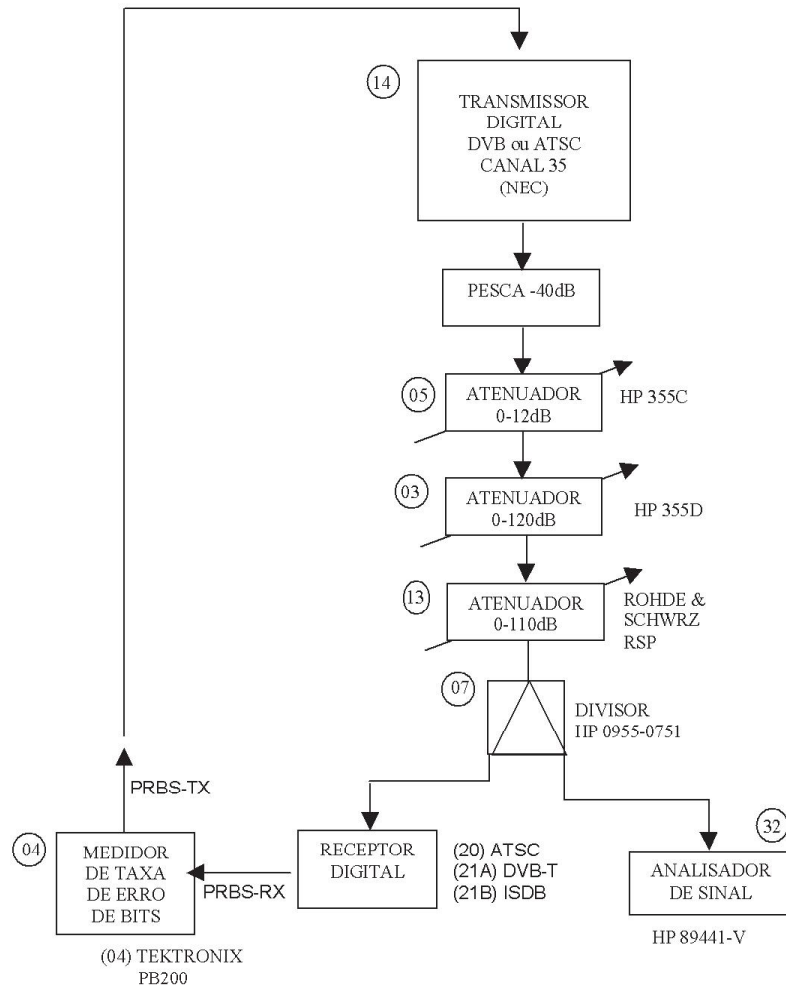 14
TRANSMISSOR
DIGITAL
DVB ou ATSC
CANAL 35
(NEC)
PESCA -40dB
05
ATENUADOR
0-12dB
HP 355C
03
ATENUADOR
0-120dB
HP 355D
13
ATENUADOR
0-110dB
ROHDE &
SCHWRZ
RSP
07
DIVISOR
HP 0955-0751
PRBS-TX
04
MEDIDOR
DE TAXA
DE ERRO
DE BITS
PRBS-RX
RECEPTOR
DIGITAL
(20) ATSC
(21A) DVB-T
(21B) ISDB
32
ANALISADOR
DE SINAL
HP 89441-V
(04) TEKTRONIX
PB200